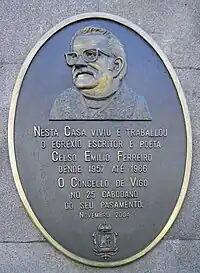 NESTA CASA VIVIU E TRABALLOU
O EGREXIO ESCRITOR E POETA
CELSO EMILIO FERREIRO
DENDE 1957 ATÉ 1966
O CONCELLO DE VIGO
NO 25 CABODANO
DO SEU PASAMENTO.
NOVEMBRO 2004